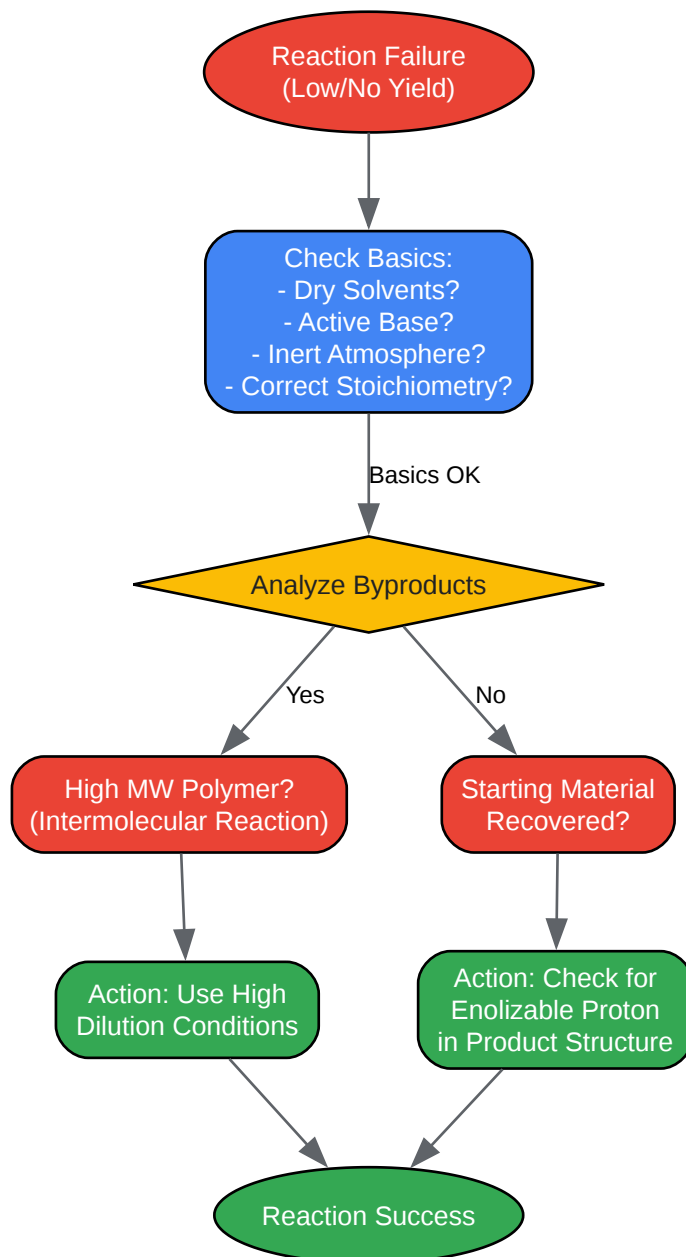 Reaction Failure
(Low/No Yield)
Check Basics:
- Dry Solvents?
- Active Base?
- Inert Atmosphere?
- Correct Stoichiometry?
Basics OK
Analyze Byproducts
Yes
No
High MW Polymer?
(Intermolecular Reaction)
Starting Material
Recovered?
Action: Use High
Dilution Conditions
Action: Check for
Enolizable Proton
in Product Structure
Reaction Success